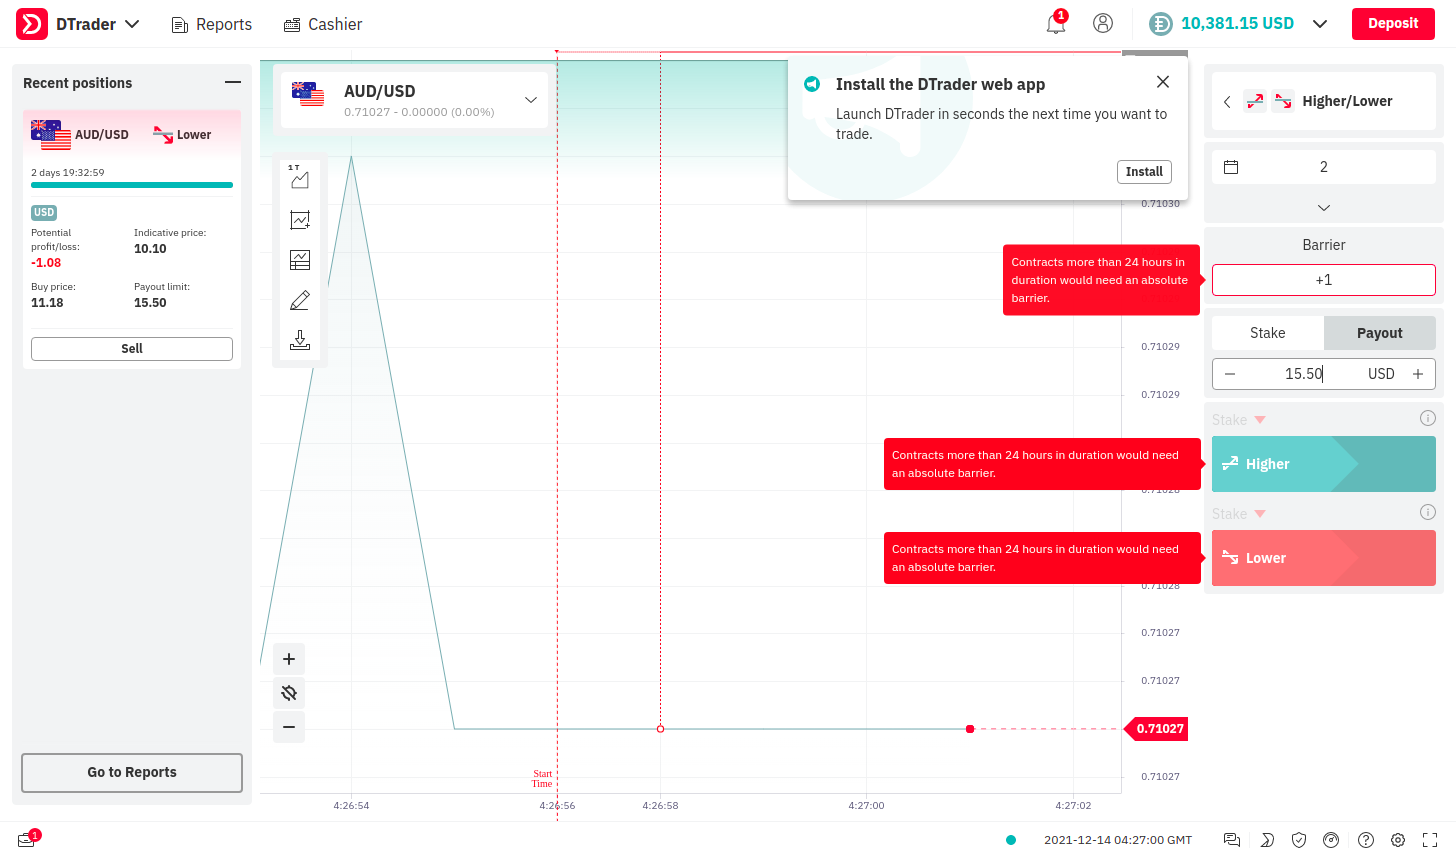 DTrader
Reports
Cashier
1
10,381.15 USD
Deposit
Recent positions
AUD/USD
Lower
2 days 19:32:59
USD
Potential
profit/loss:
-1.08
Indicative price:
10.10
Buy price:
11.18
Payout limit:
15.50
Sell
Go to Reports
AUD/USD
0.71027 - 0.00000 (0.00%)
1 T
Install the DTrader web app
Launch DTrader in seconds the next time you want to
trade.
Install
0.71030
0.71029
0.71029
0.71028
0.71028
0.71027
0.71027
0.71027
0.71027
Start
Time
4:26:54
4:26:56
4:26:58
4:27:00
4:27:02
Higher/Lower
2
Barrier
+1
Contracts more than 24 hours in
duration would need an absolute
barrier.
Stake
Payout
15.50
USD
Stake
Higher
Contracts more than 24 hours in duration would need
an absolute barrier.
Stake
Lower
Contracts more than 24 hours in duration would need
an absolute barrier.
1
2021-12-14 04:27:00 GMT